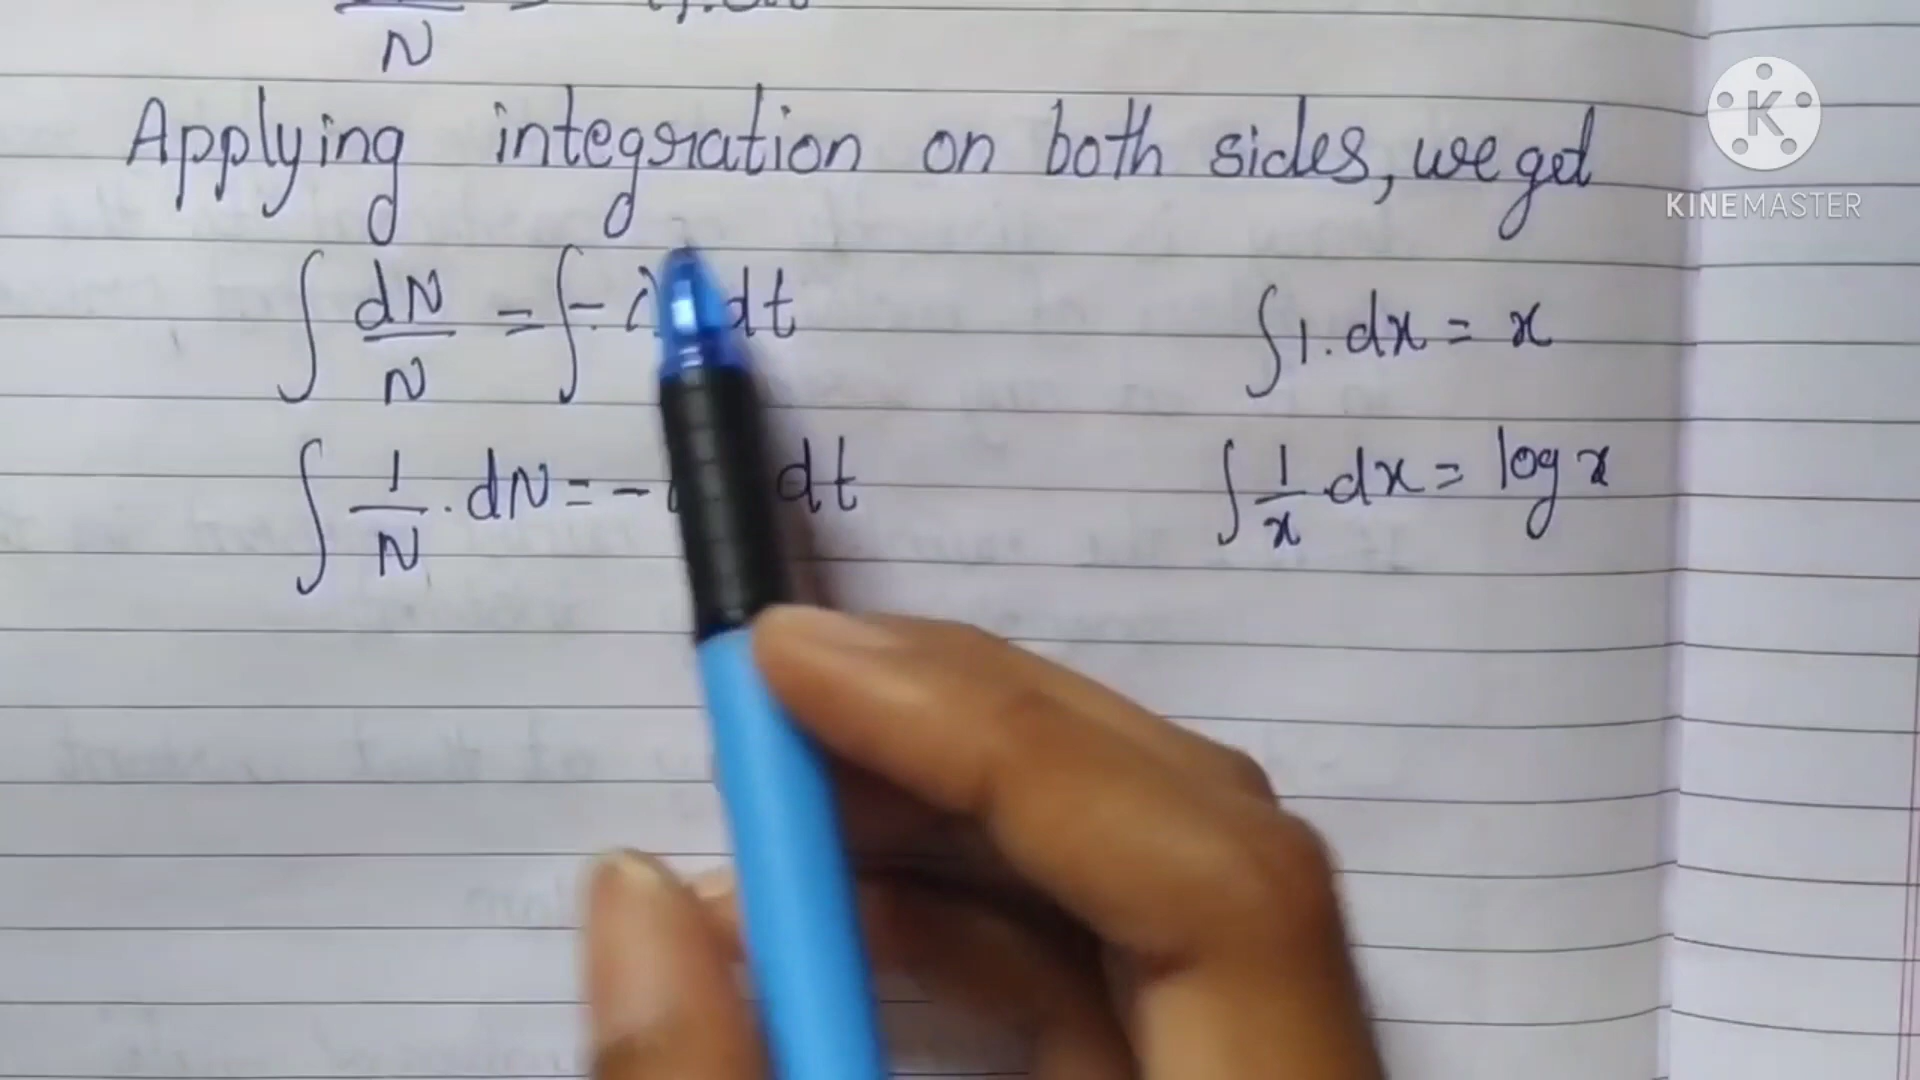 N
Applying integration on both sides, we get
∫ dN/N = ∫ - λ dt
∫ 1/N . dN = - dt
∫ 1 . dx = x
∫ 1/x dx = log x
K
KINEMASTER